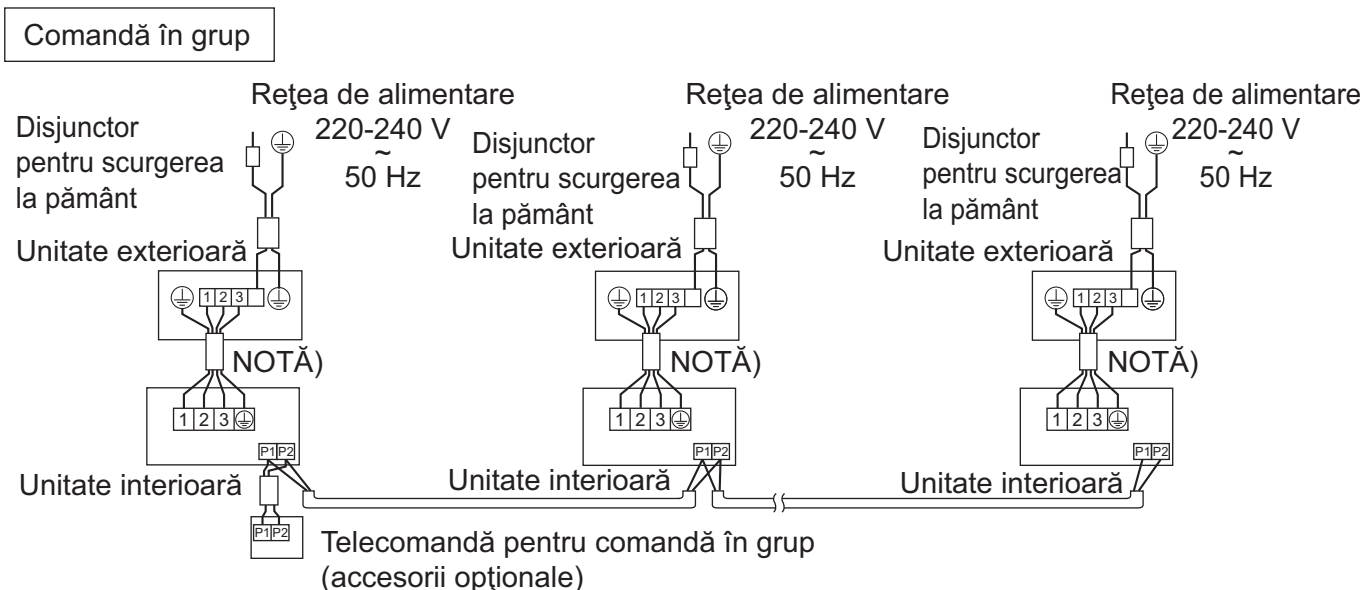 Comandă în grup
Reţea de alimentare
220-240 V
~
50 Hz
Disjunctor
pentru scurgerea
la pământ
Unitate exterioară
1 2 3
NOTĂ)
1 2 3
P1 P2
Unitate interioară
P1 P2
Telecomandă pentru comandă în grup
(accesorii opţionale)
Reţea de alimentare
220-240 V
~
50 Hz
Disjunctor
pentru scurgerea
la pământ
Unitate exterioară
1 2 3
NOTĂ)
1 2 3
P1 P2
Unitate interioară
Reţea de alimentare
220-240 V
~
50 Hz
Disjunctor
pentru scurgerea
la pământ
Unitate exterioară
1 2 3
NOTĂ)
1 2 3
P1 P2
Unitate interioară